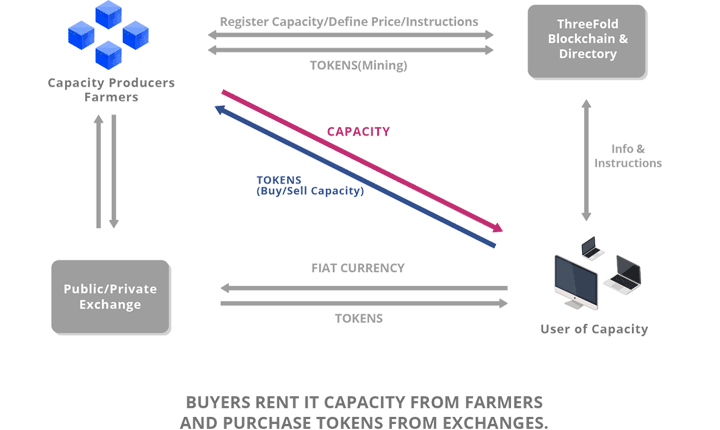 Register Capacity/Define Price/Instructions
TOKENS(Mining)
ThreeFold
Blockchain &
Directory
Capacity Producers
Farmers
CAPACITY
TOKENS
(Buy/Sell Capacity)
Info &
Instructions
Public/Private
Exchange
FIAT CURRENCY
TOKENS
User of Capacity
BUYERS RENT IT CAPACITY FROM FARMERS
AND PURCHASE TOKENS FROM EXCHANGES.